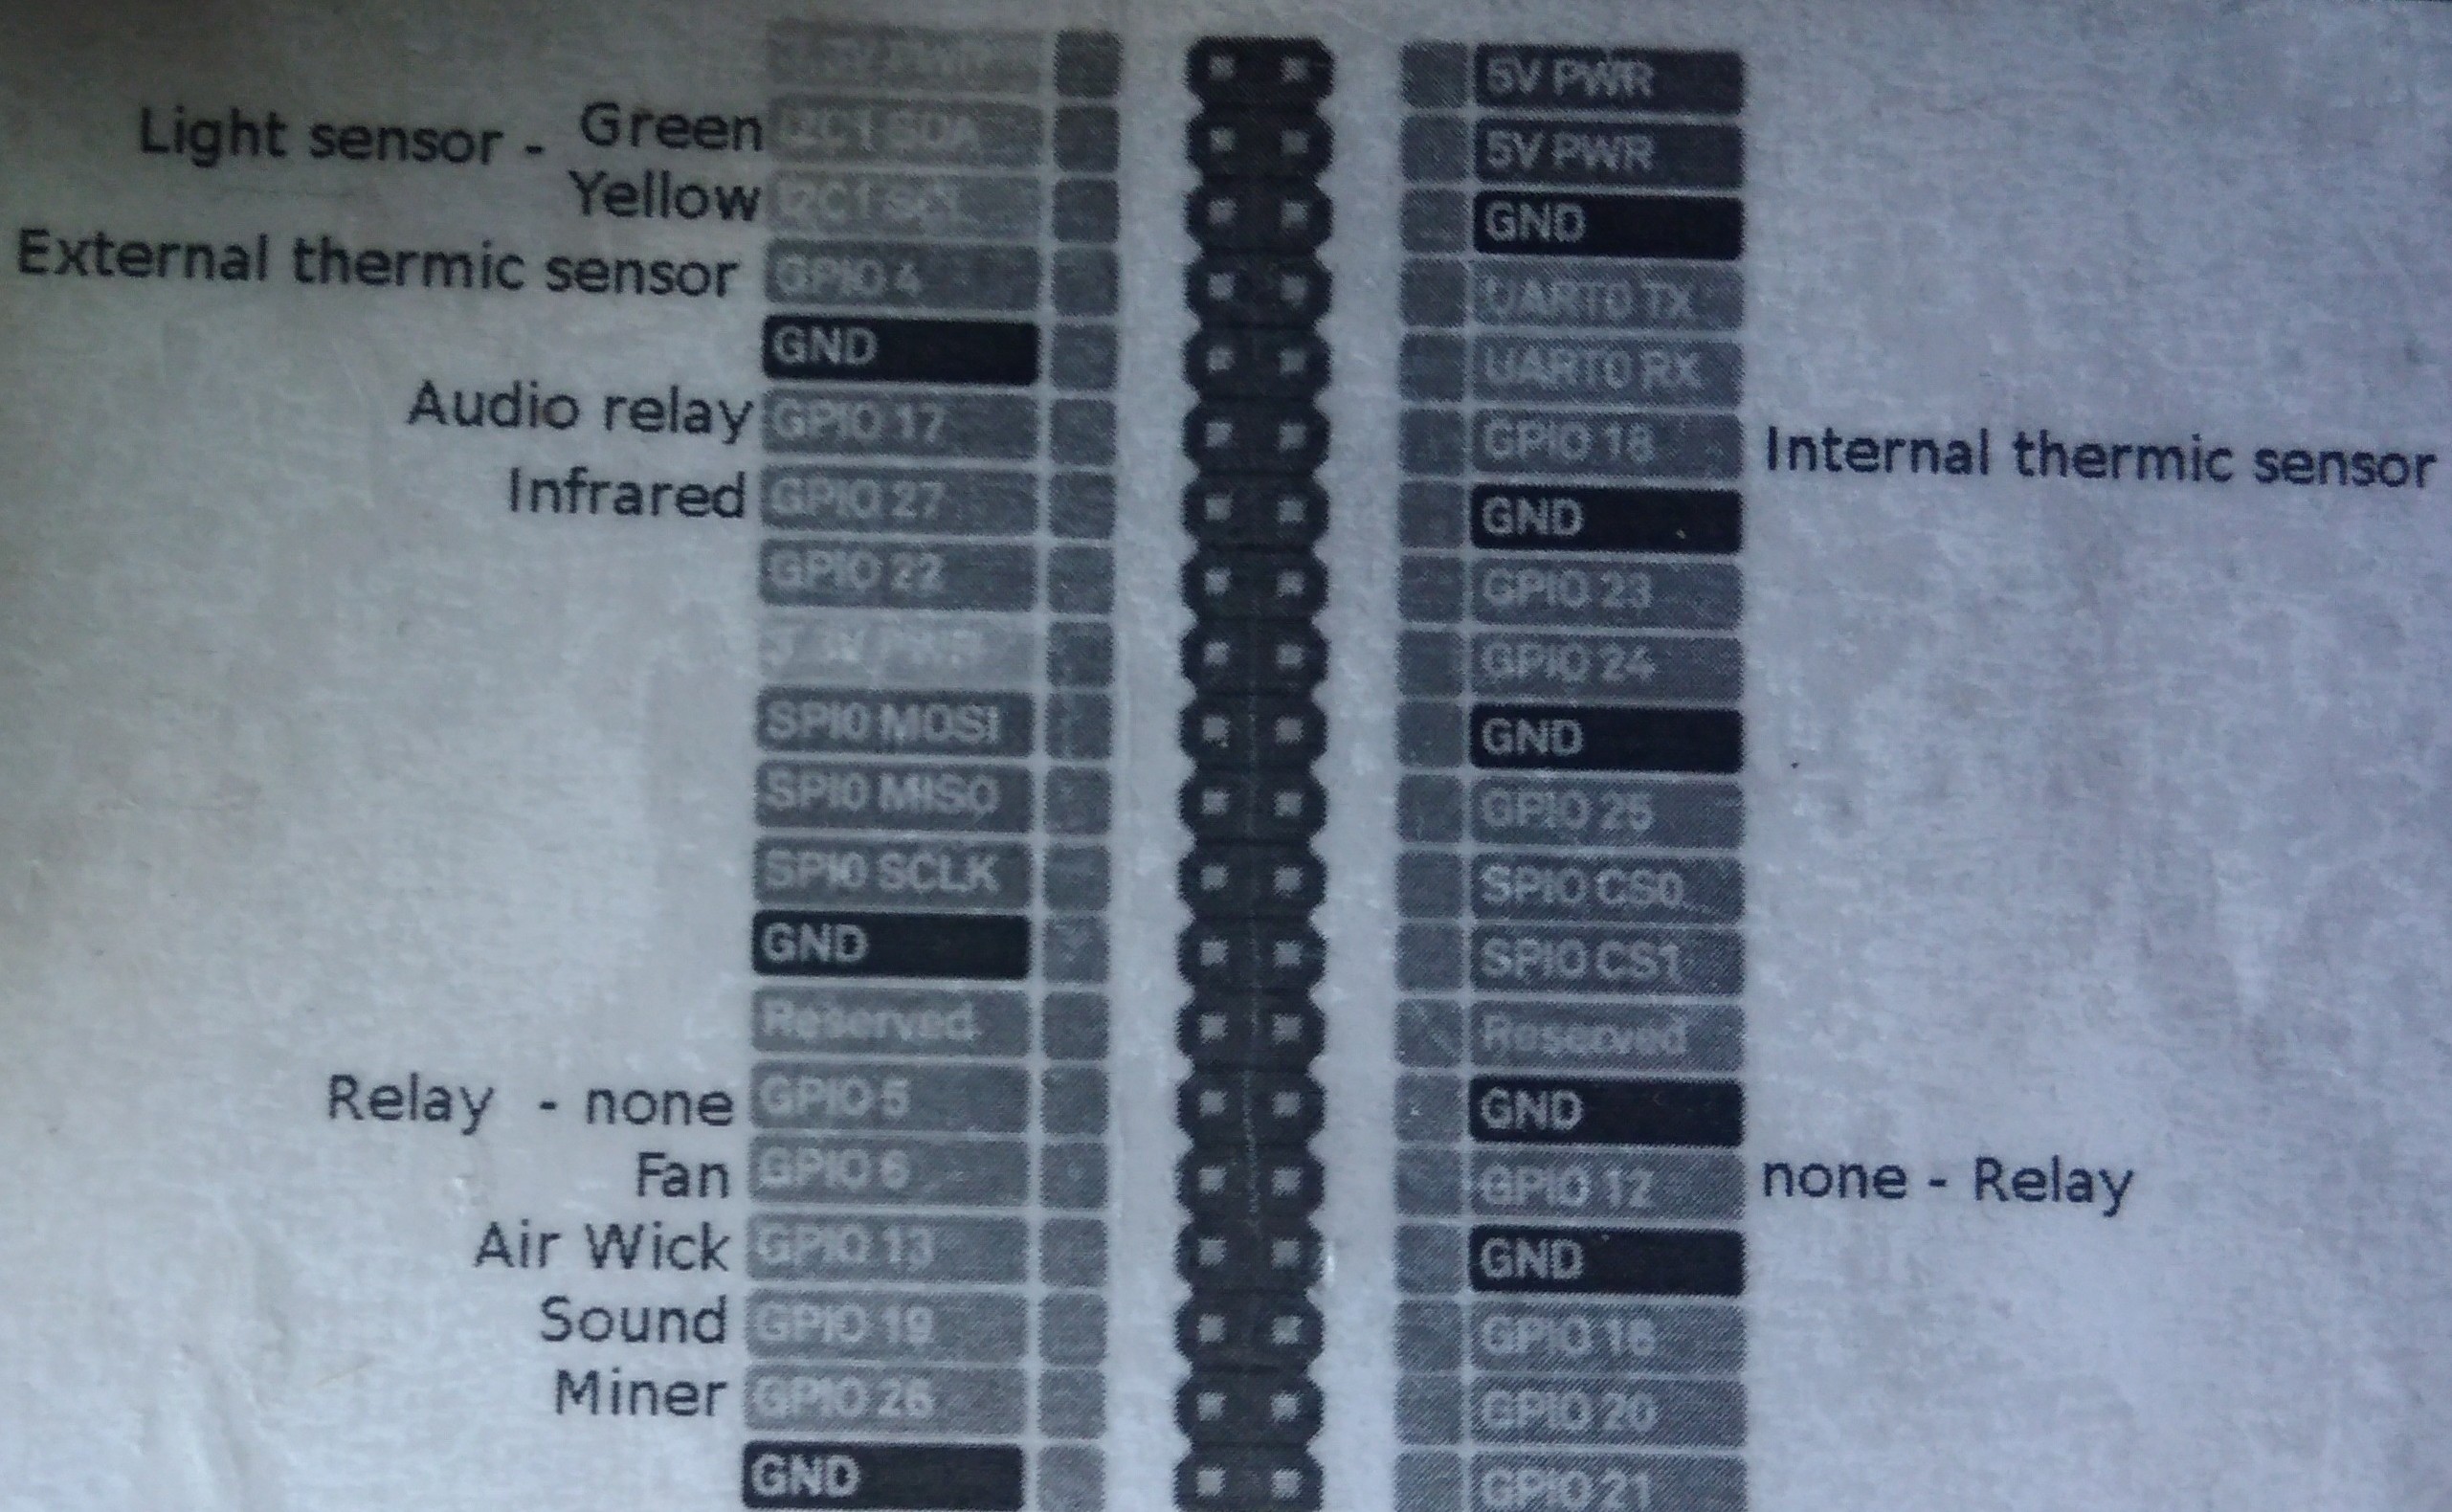 3.3V PWR 5V PWR
Light sensor - Green I2C1 SDA 5V PWR
Yellow I2C1 SCL GND
External thermic sensor GPIO 4 UART0 TX
GND UART0 RX
Audio relay GPIO 17 GPIO 18 Internal thermic sensor
Infrared GPIO 27 GND
GPIO 22 GPIO 23
3.3V PWR GPIO 24
SPI0 MOSI GND
SPI0 MISO GPIO 25
SPI0 SCLK SPI0 CS0
GND SPI0 CS1
Reserved Reserved
Relay - none GPIO 5 GND
Fan GPIO 6 GPIO 12 none - Relay
Air Wick GPIO 13 GND
Sound GPIO 19 GPIO 16
Miner GPIO 26 GPIO 20
GND GPIO 21